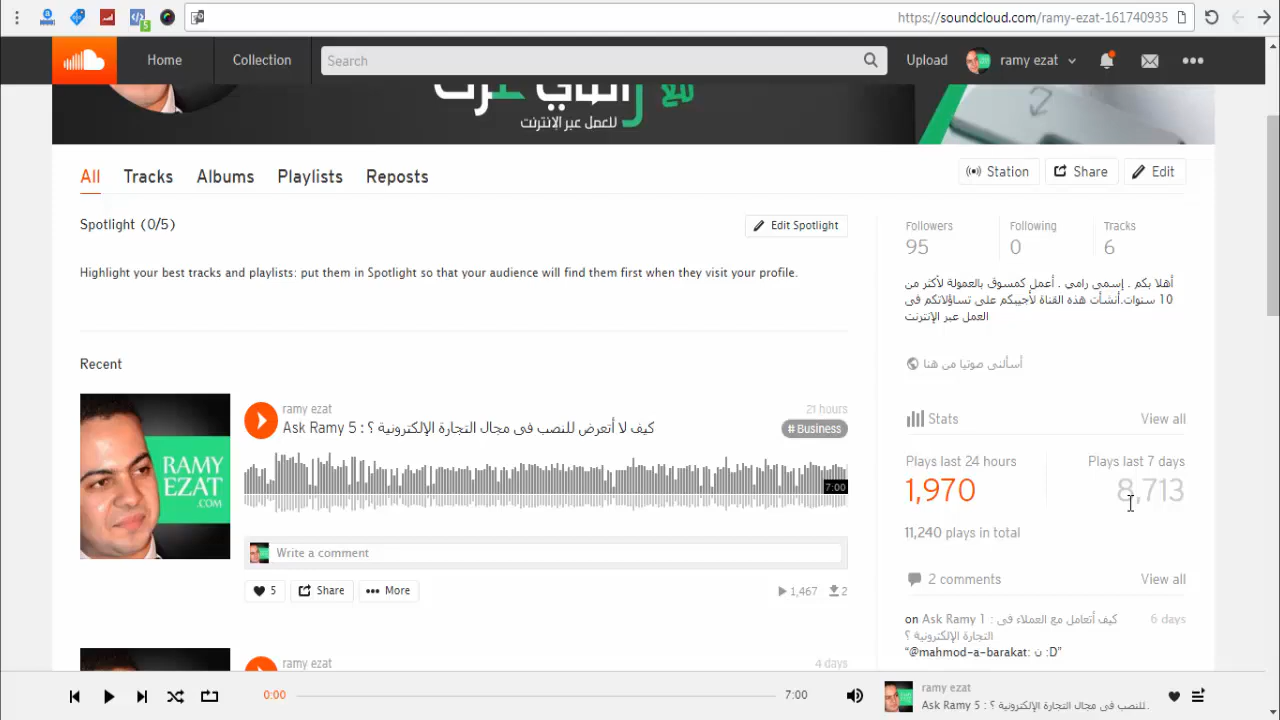 https://soundcloud.com/ramy-ezat-161740935
Home
Collection
Search
Upload
ramy ezat
للعمل عبر الإنترنت
All
Tracks
Albums
Playlists
Reposts
Station
Share
Edit
Spotlight (0/5)
Edit Spotlight
Highlight your best tracks and playlists: put them in Spotlight so that your audience will find them first when they visit your profile.
Followers
95
Following
0
Tracks
6
أهلا بكم . إسمى رامي . أعمل كمسوق بالعمولة لأكثر من
10 سنوات.أنشأت هذه القناة لأجيبكم على تساؤلاتكم فى
العمل عبر الإنترنت
أسألنى صوتيا من هنا
Stats
View all
Plays last 24 hours
1,970
Plays last 7 days
8,713
11,240 plays in total
2 comments
View all
on Ask Ramy 1 : كيف أتعامل مع العملاء فى
التجارة الإلكترونية ؟
6 days
"@mahmod-a-barakat: ن :D"
Recent
RAMY
EZAT
.COM
ramy ezat
21 hours
Ask Ramy 5 : كيف لا أتعرض للنصب فى مجال التجارة الإلكترونية ؟
# Business
7:00
Write a comment
5
Share
More
1,467
2
ramy ezat
4 days
0:00
7:00
ramy ezat
Ask Ramy 5 : للنصب فى مجال التجارة الإلكترونية ؟..